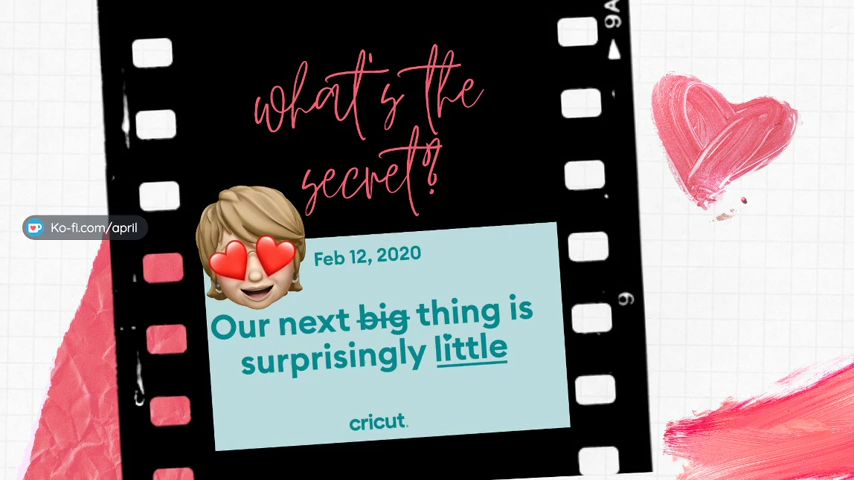 what's the
secret?
Ko-fi.com/april
Feb 12, 2020
Our next big thing is
surprisingly little
cricut.
9A
9